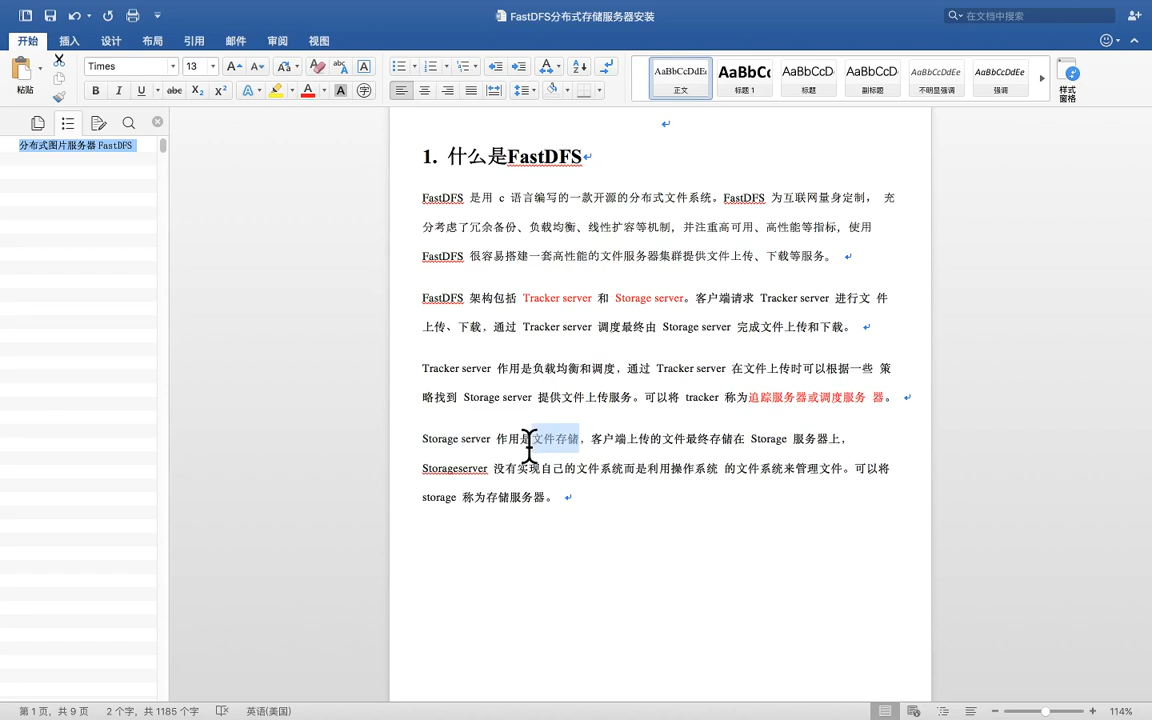 FastDFS分布式存储服务器安装
在文档中搜索
开始 插入 设计 布局 引用 邮件 审阅 视图
粘贴
Times 13
AaBbCcDdEe AaBbCc AaBbCcD AaBbCcD AaBbCcDdEe AaBbCcDdEe
正文 标题 1 标题 副标题 不明显强调 强调
样式
窗格
分布式图片服务器 FastDFS
1. 什么是FastDFS
FastDFS 是用 c 语言编写的一款开源的分布式文件系统。FastDFS 为互联网量身定制， 充
分考虑了冗余备份、负载均衡、线性扩容等机制，并注重高可用、高性能等指标，使用
FastDFS 很容易搭建一套高性能的文件服务器集群提供文件上传、下载等服务。
FastDFS 架构包括 Tracker server 和 Storage server。客户端请求 Tracker server 进行文 件
上传、下载，通过 Tracker server 调度最终由 Storage server 完成文件上传和下载。
Tracker server 作用是负载均衡和调度，通过 Tracker server 在文件上传时可以根据一些 策
略找到 Storage server 提供文件上传服务。可以将 tracker 称为追踪服务器或调度服务 器。
Storage server 作用是文件存储，客户端上传的文件最终存储在 Storage 服务器上，
Storageserver 没有实现自己的文件系统而是利用操作系统 的文件系统来管理文件。可以将
storage 称为存储服务器。
第 1 页，共 9 页 2 个字，共 1185 个字 英语(美国) 114%